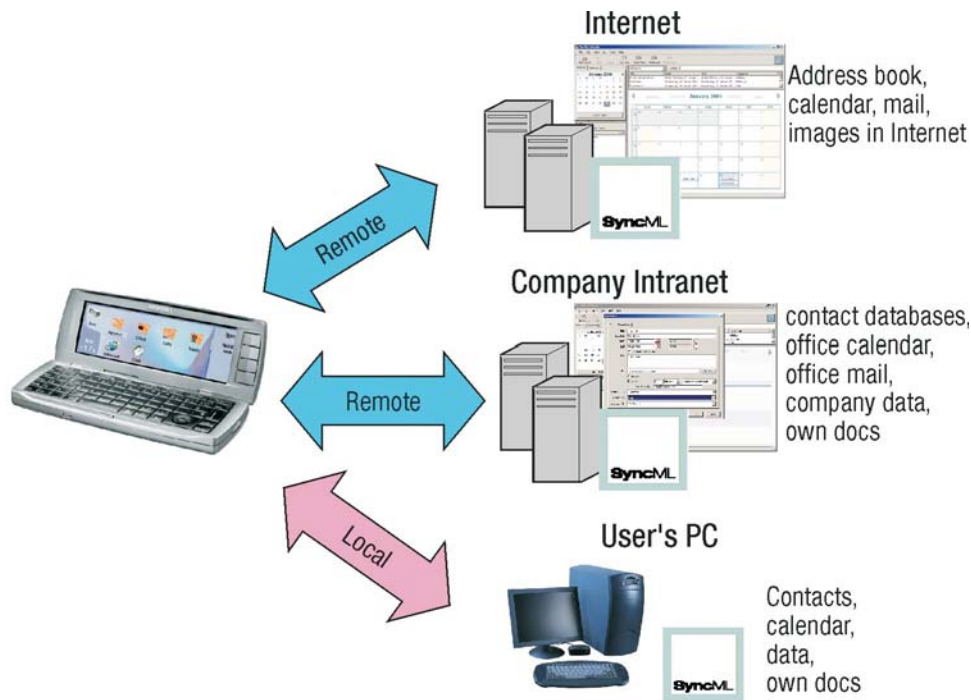 Internet
Address book,
calendar, mail,
images in Internet
SyncML
Remote
Company Intranet
contact databases,
office calendar,
office mail,
company data,
own docs
SyncML
Remote
Local
User's PC
Contacts,
calendar,
data,
own docs
SyncML